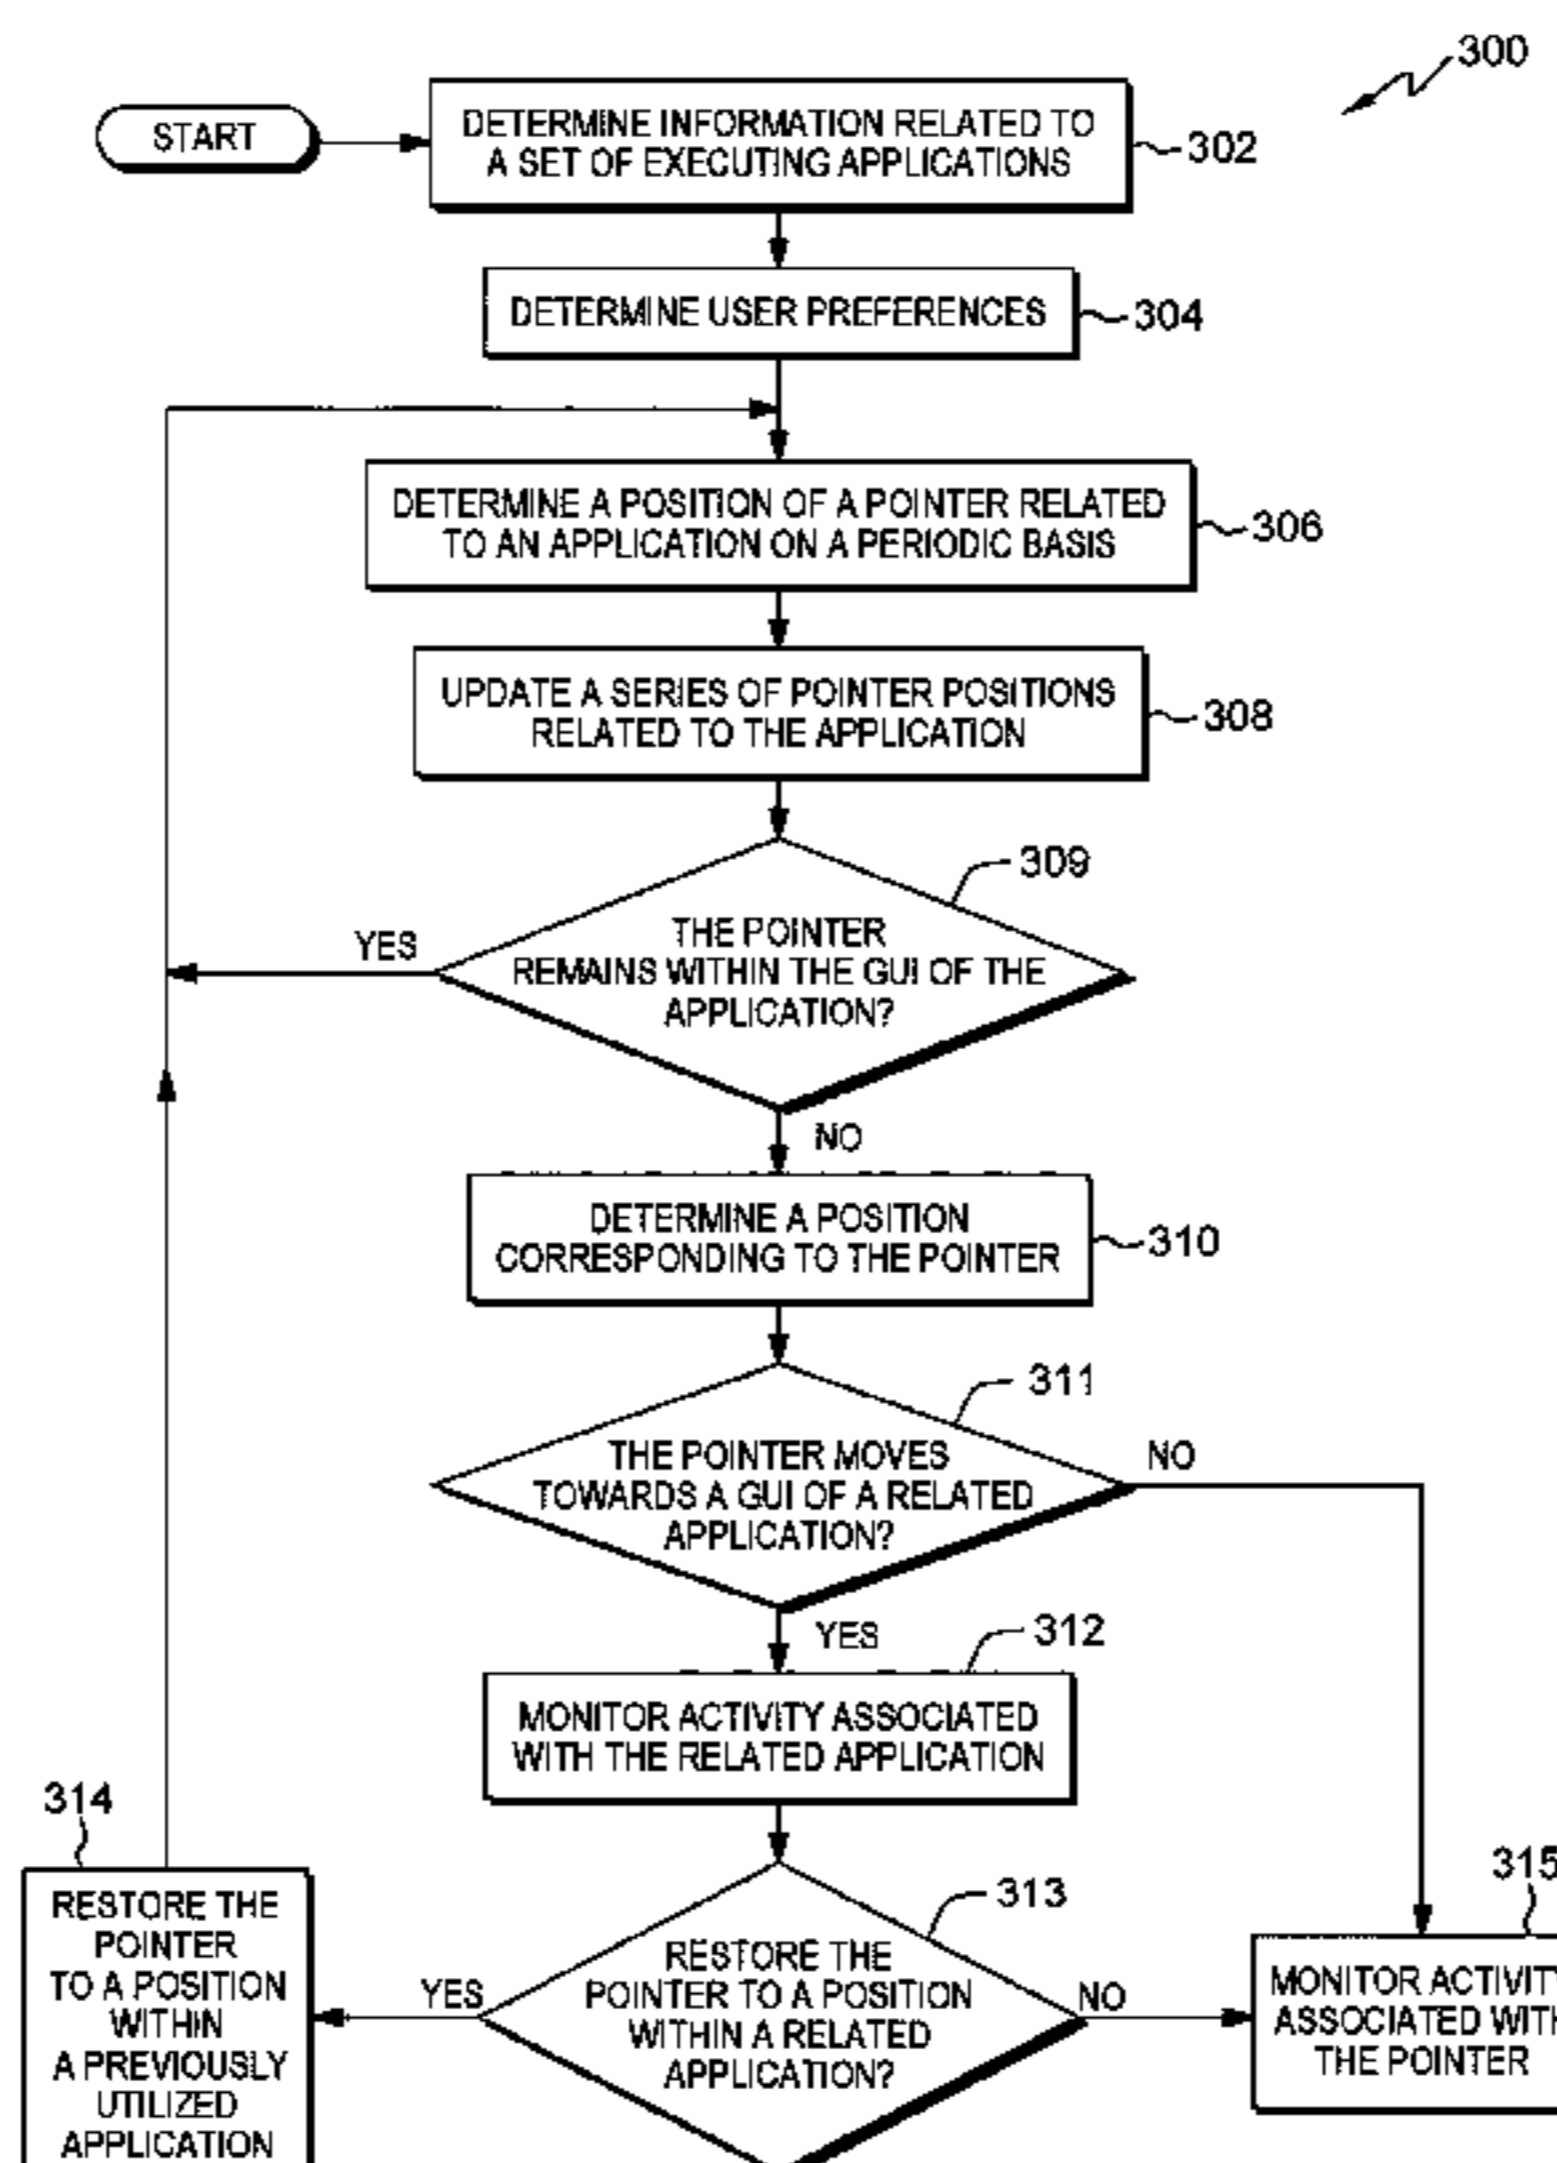 300
START
DETERMINE INFORMATION RELATED TO
A SET OF EXECUTING APPLICATIONS
302
DETERMINE USER PREFERENCES
304
DETERMINE A POSITION OF A POINTER RELATED
TO AN APPLICATION ON A PERIODIC BASIS
306
UPDATE A SERIES OF POINTER POSITIONS
RELATED TO THE APPLICATION
308
309
THE POINTER
REMAINS WITHIN THE GUI OF THE
APPLICATION?
YES
NO
DETERMINE A POSITION
CORRESPONDING TO THE POINTER
310
311
THE POINTER MOVES
TOWARDS A GUI OF A RELATED
APPLICATION?
NO
YES
312
MONITOR ACTIVITY ASSOCIATED
WITH THE RELATED APPLICATION
314
RESTORE THE
POINTER
TO A POSITION
WITHIN
A PREVIOUSLY
UTILIZED
APPLICATION
YES
313
RESTORE THE
POINTER TO A POSITION
WITHIN A RELATED
APPLICATION?
NO
315
MONITOR ACTIVITY
ASSOCIATED WITH
THE POINTER